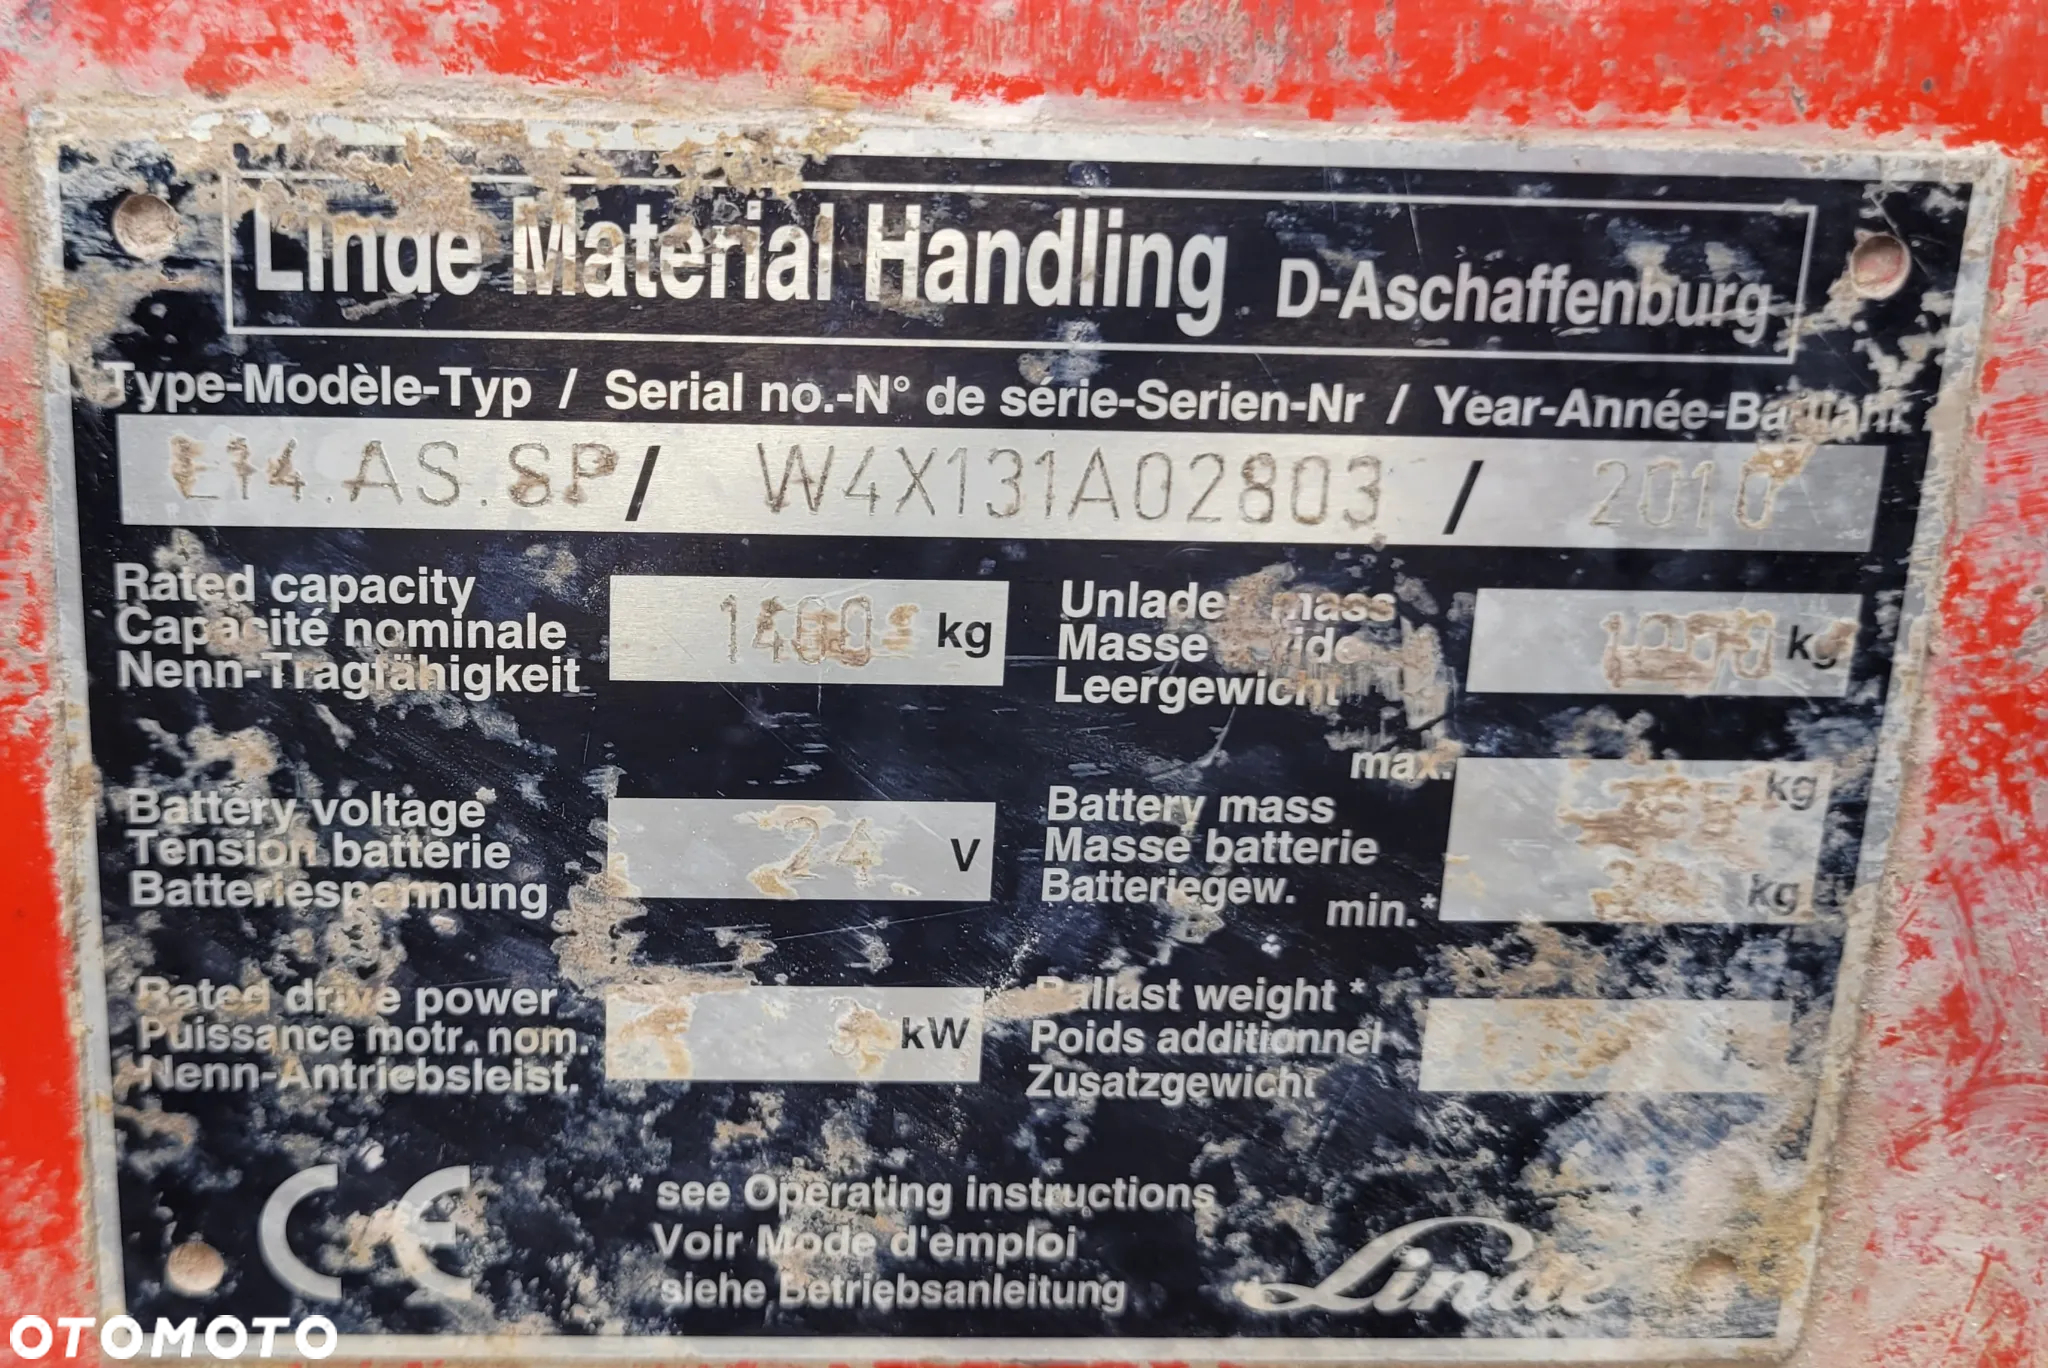 Linde Material Handling D-Aschaffenburg
Type-Modèle-Typ / Serial no.-N° de série-Serien-Nr / Year-Année-Baujahr
L14.AS.SP / W4X131A02803 / 2010
Rated capacity
Capacité nominale
Nenn-Tragfähigkeit
1400 kg
Unladen mass
Masse à vide
Leergewicht
kg
Battery voltage*
Tension batterie
Batteriespannung
24 V
max. kg
Battery mass
Masse batterie
Batteriegew.
min.* kg
Rated drive power
Puissance motr. nom.
Nenn-Antriebsleist.
kW
Ballast weight *
Poids additionnel
Zusatzgewicht
CE
* see Operating instructions
Voir Mode d'emploi
siehe Betriebsanleitung
Linde
OTOMOTO